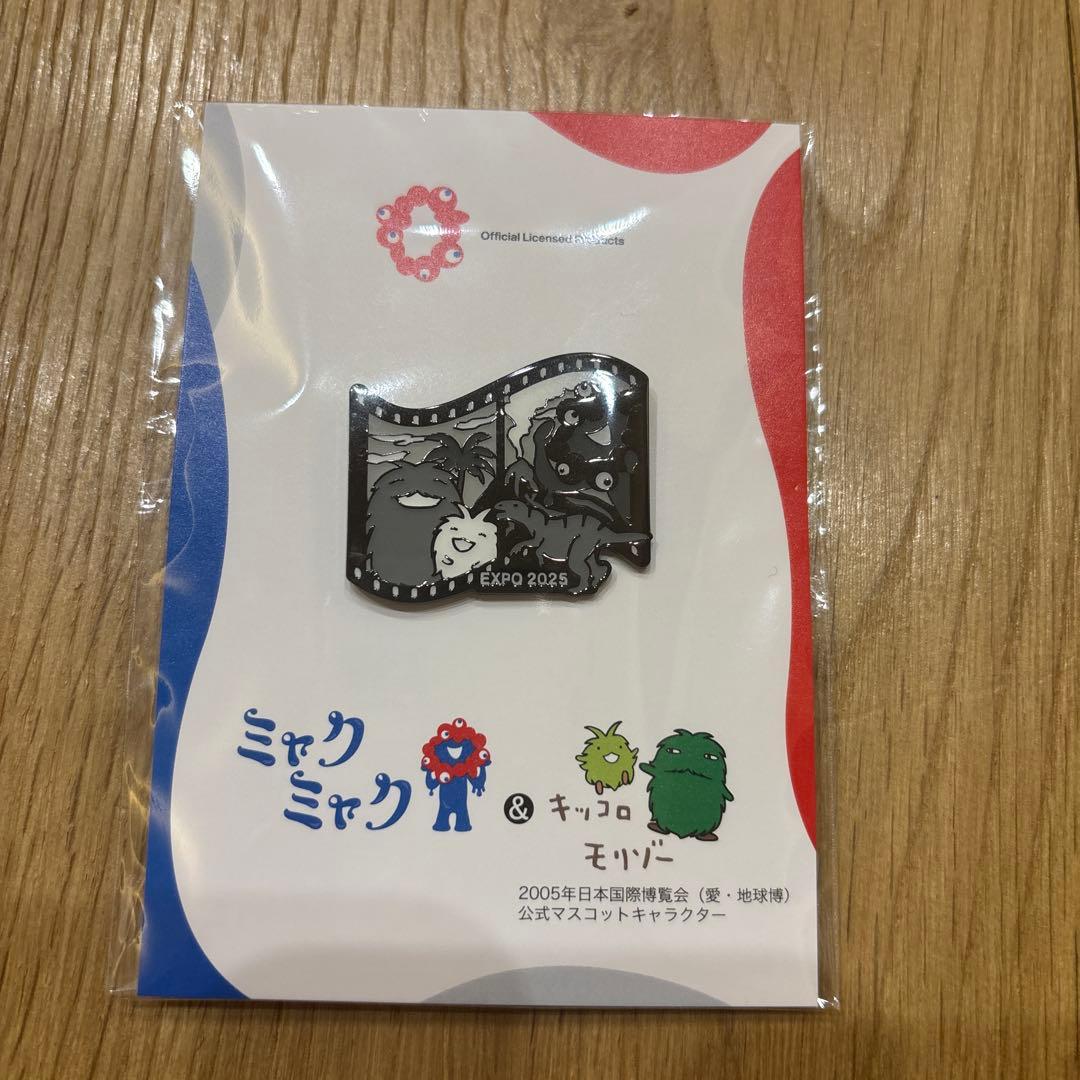 Official Licensed Products
EXPO 2025
ミャク
ミャク
&
キッコロ
モリゾー
2005年日本国際博覧会（愛・地球博）
公式マスコットキャラクター